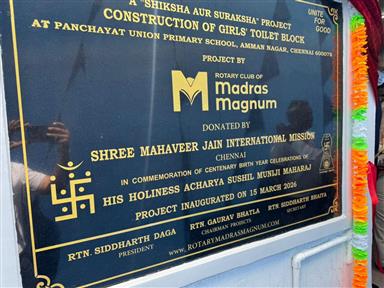 A "SHIKSHA AUR SURAKSHA" PROJECT
CONSTRUCTION OF GIRLS' TOILET BLOCK
AT PANCHAYAT UNION PRIMARY SCHOOL, AMMAN NAGAR, CHENNAI 600075
UNITE
FOR
GOOD
PROJECT BY
ROTARY CLUB OF
Madras
Magnum
DONATED BY
SHREE MAHAVEER JAIN INTERNATIONAL MISSION
CHENNAI
IN COMMEMORATION OF CENTENARY BIRTH YEAR CELEBRATIONS OF
HIS HOLINESS ACHARYA SUSHIL MUNIJI MAHARAJ
PROJECT INAUGURATED ON 15 MARCH 2026
RTN. SIDDHARTH DAGA
PRESIDENT
RTN. GAURAV BHATLA
CHAIRMAN PROJECTS
RTN. SIDDHARTH BHAIYA
SECRETARY
WWW.ROTARYMADRASMAGNUM.COM